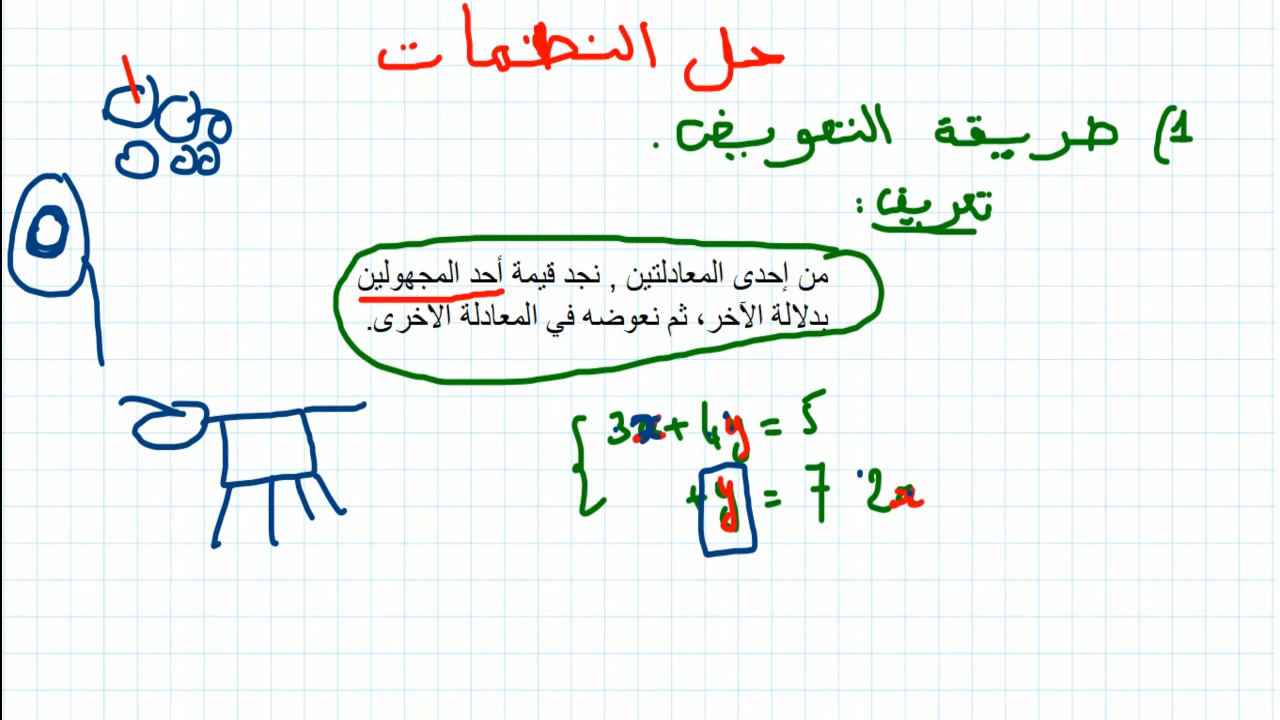 حل النظمات
1) طريقة التعويض.
تعريف:
من إحدى المعادلتين , نجد قيمة أحد المجهولين
بدلالة الآخر، ثم نعوضه في المعادلة الاخرى.
3x + 4y = 5
+y = 7 2x